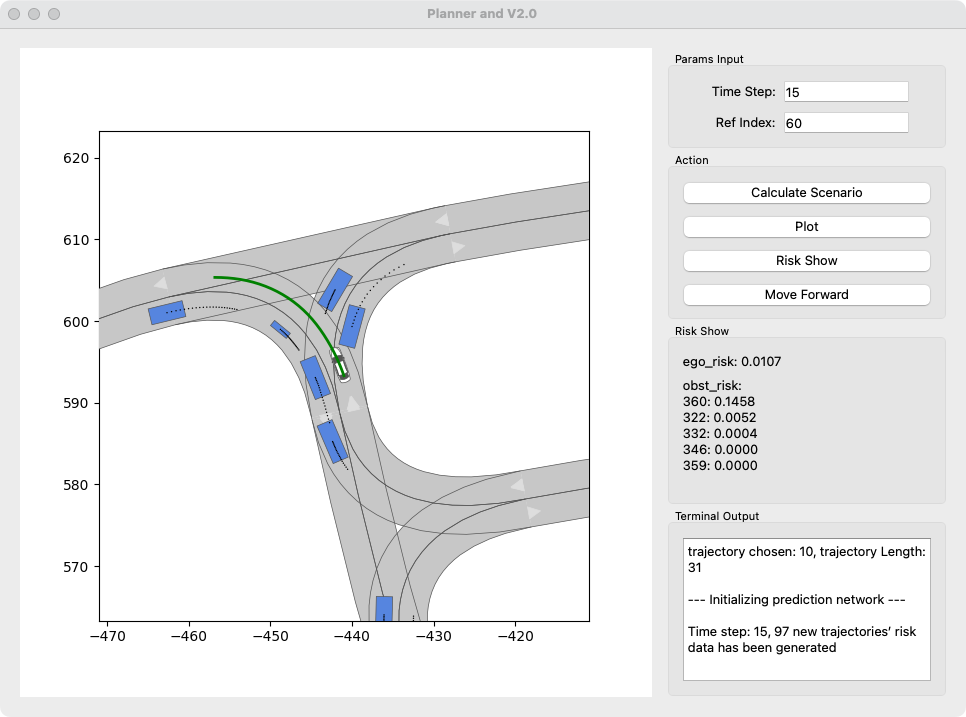 Planner and V2.0
Params Input
Time Step: 15
Ref Index: 60
Action
Calculate Scenario
Plot
Risk Show
Move Forward
Risk Show
ego_risk: 0.0107
obst_risk:
360: 0.1458
322: 0.0052
332: 0.0004
346: 0.0000
359: 0.0000
Terminal Output
trajectory chosen: 10, trajectory Length:
31
--- Initializing prediction network ---
Time step: 15, 97 new trajectories’ risk
data has been generated
620
610
600
590
580
570
−470 −460 −450 −440 −430 −420